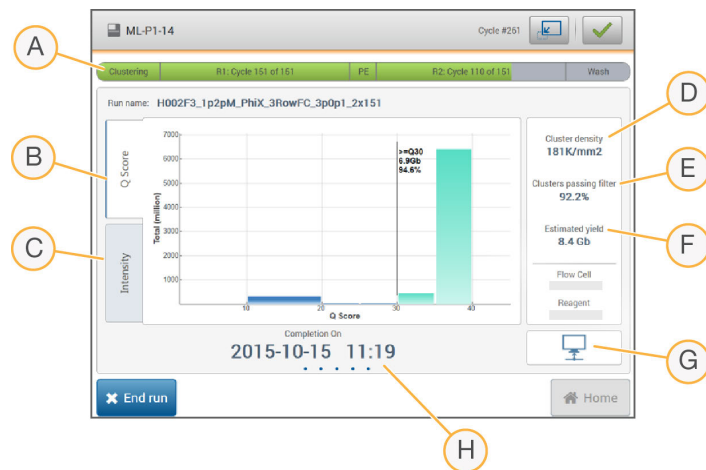 ML-P1-14
Cycle #261
A
Clustering
R1: Cycle 151 of 151
PE
R2: Cycle 110 of 151
Wash
Run name: H002F3_1p2pM_PhiX_3RowFC_3p0p1_2x151
B
Q Score
C
Intensity
Total (million)
7000
6000
5000
4000
3000
2000
1000
>=Q30
6.9Gb
94.6%
10
20
30
40
Q Score
D
Cluster density
181K/mm2
E
Clusters passing filter
92.2%
F
Estimated yield
8.4 Gb
Flow Cell
Reagent
G
Completion On
2015-10-15 11:19
H
End run
Home